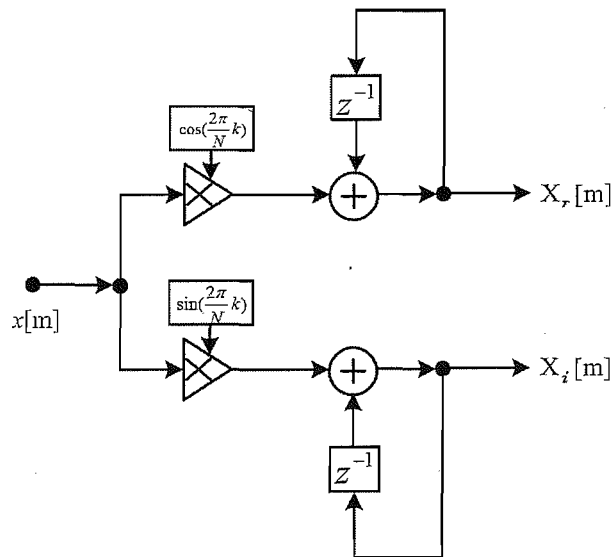 z⁻¹
cos(2π/N k)
X_r[m]
x[m]
sin(2π/N k)
X_i[m]
z⁻¹